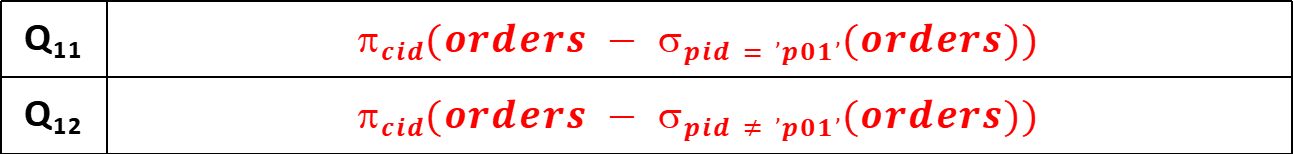 Q₁₁ π_cid(orders − σ_pid = 'p01'(orders))
Q₁₂ π_cid(orders − σ_pid ≠ 'p01'(orders))